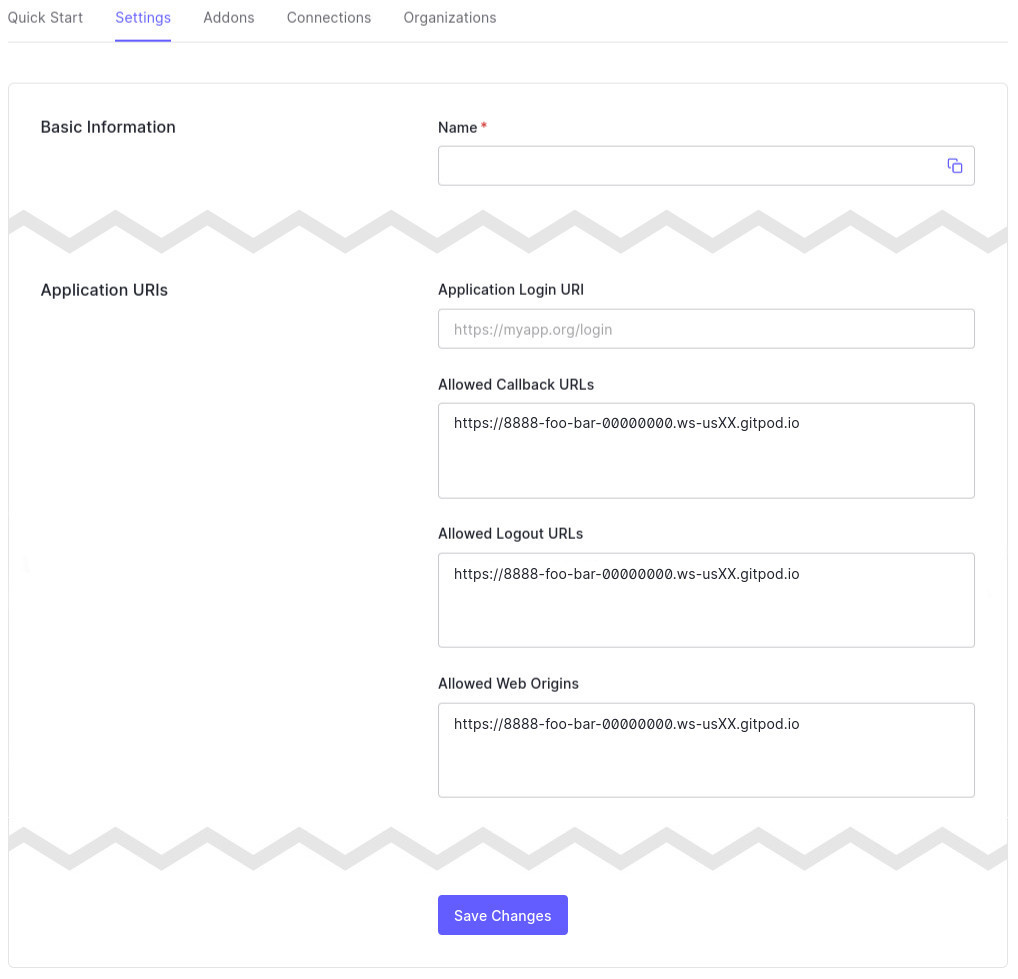 Quick Start Settings Addons Connections Organizations
Basic Information
Name *
Application URIs
Application Login URI
https://myapp.org/login
Allowed Callback URLs
https://8888-foo-bar-00000000.ws-usXX.gitpod.io
Allowed Logout URLs
https://8888-foo-bar-00000000.ws-usXX.gitpod.io
Allowed Web Origins
https://8888-foo-bar-00000000.ws-usXX.gitpod.io
Save Changes